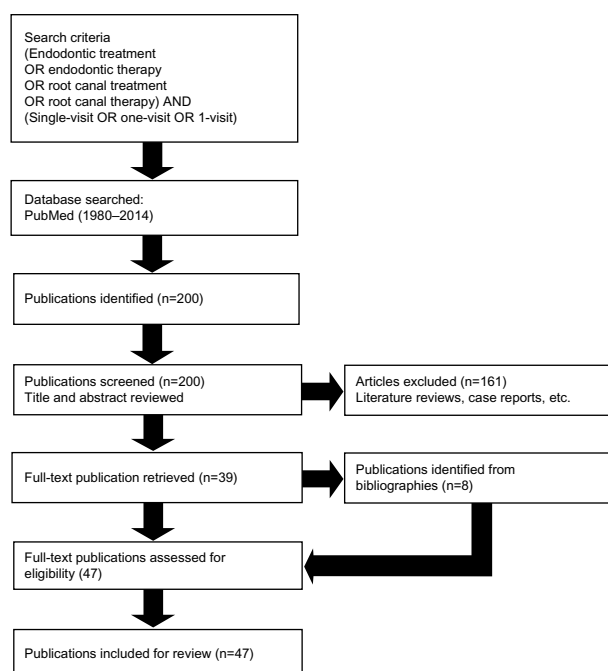 Search criteria
(Endodontic treatment
OR endodontic therapy
OR root canal treatment
OR root canal therapy) AND
(Single-visit OR one-visit OR 1-visit)
Database searched:
PubMed (1980–2014)
Publications identified (n=200)
Publications screened (n=200)
Title and abstract reviewed
Articles excluded (n=161)
Literature reviews, case reports, etc.
Full-text publication retrieved (n=39)
Publications identified from
bibliographies (n=8)
Full-text publications assessed for
eligibility (47)
Publications included for review (n=47)